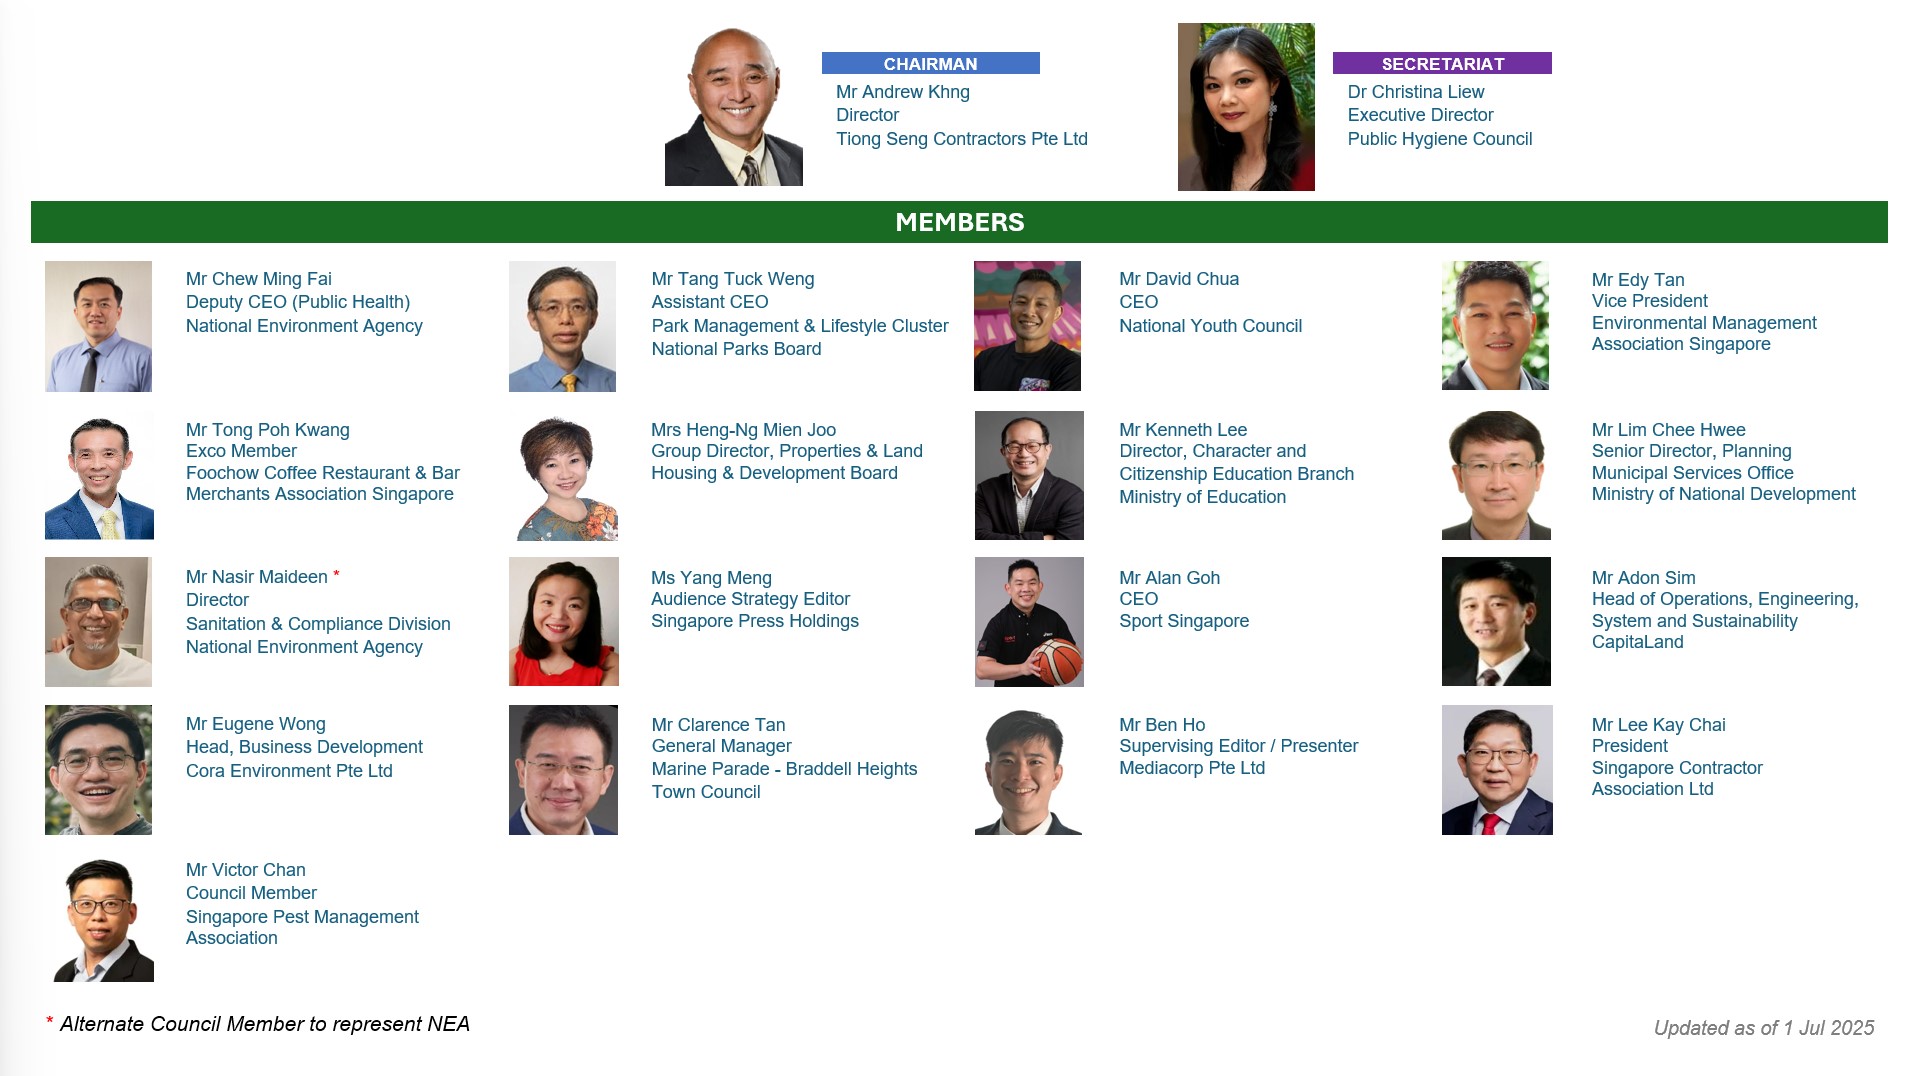 CHAIRMAN
Mr Andrew Khng
Director
Tiong Seng Contractors Pte Ltd
SECRETARIAT
Dr Christina Liew
Executive Director
Public Hygiene Council
MEMBERS
Mr Chew Ming Fai
Deputy CEO (Public Health)
National Environment Agency
Mr Tang Tuck Weng
Assistant CEO
Park Management & Lifestyle Cluster
National Parks Board
Mr David Chua
CEO
National Youth Council
Mr Edy Tan
Vice President
Environmental Management
Association Singapore
Mr Tong Poh Kwang
Exco Member
Foochow Coffee Restaurant & Bar
Merchants Association Singapore
Mrs Heng-Ng Mien Joo
Group Director, Properties & Land
Housing & Development Board
Mr Kenneth Lee
Director, Character and
Citizenship Education Branch
Ministry of Education
Mr Lim Chee Hwee
Senior Director, Planning
Municipal Services Office
Ministry of National Development
Mr Nasir Maideen *
Director
Sanitation & Compliance Division
National Environment Agency
Ms Yang Meng
Audience Strategy Editor
Singapore Press Holdings
Mr Alan Goh
CEO
Sport Singapore
Mr Adon Sim
Head of Operations, Engineering,
System and Sustainability
CapitaLand
Mr Eugene Wong
Head, Business Development
Cora Environment Pte Ltd
Mr Clarence Tan
General Manager
Marine Parade - Braddell Heights
Town Council
Mr Ben Ho
Supervising Editor / Presenter
Mediacorp Pte Ltd
Mr Lee Kay Chai
President
Singapore Contractor
Association Ltd
Mr Victor Chan
Council Member
Singapore Pest Management
Association
* Alternate Council Member to represent NEA
Updated as of 1 Jul 2025